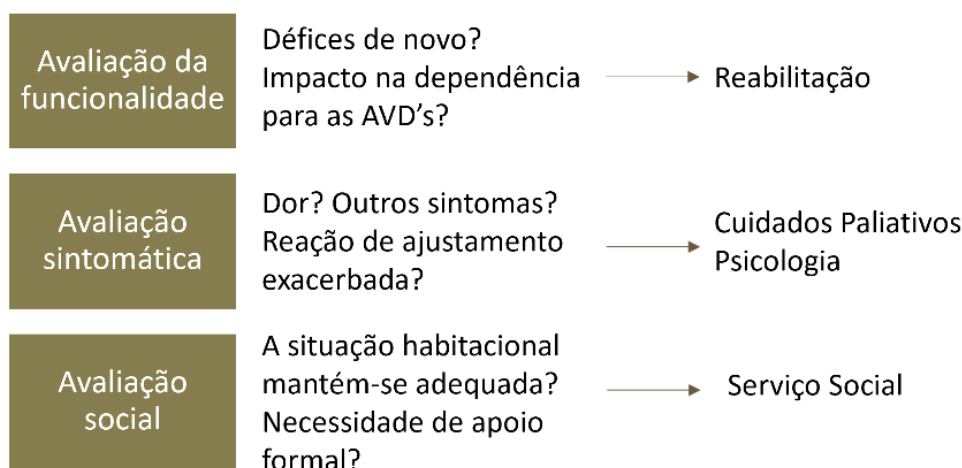 Avaliação da
funcionalidade
Défices de novo?
Impacto na dependência
para as AVD's?
Reabilitação
Avaliação
sintomática
Dor? Outros sintomas?
Reação de ajustamento
exacerbada?
Cuidados Paliativos
Psicologia
Avaliação
social
A situação habitacional
mantém-se adequada?
Necessidade de apoio
formal?
Serviço Social